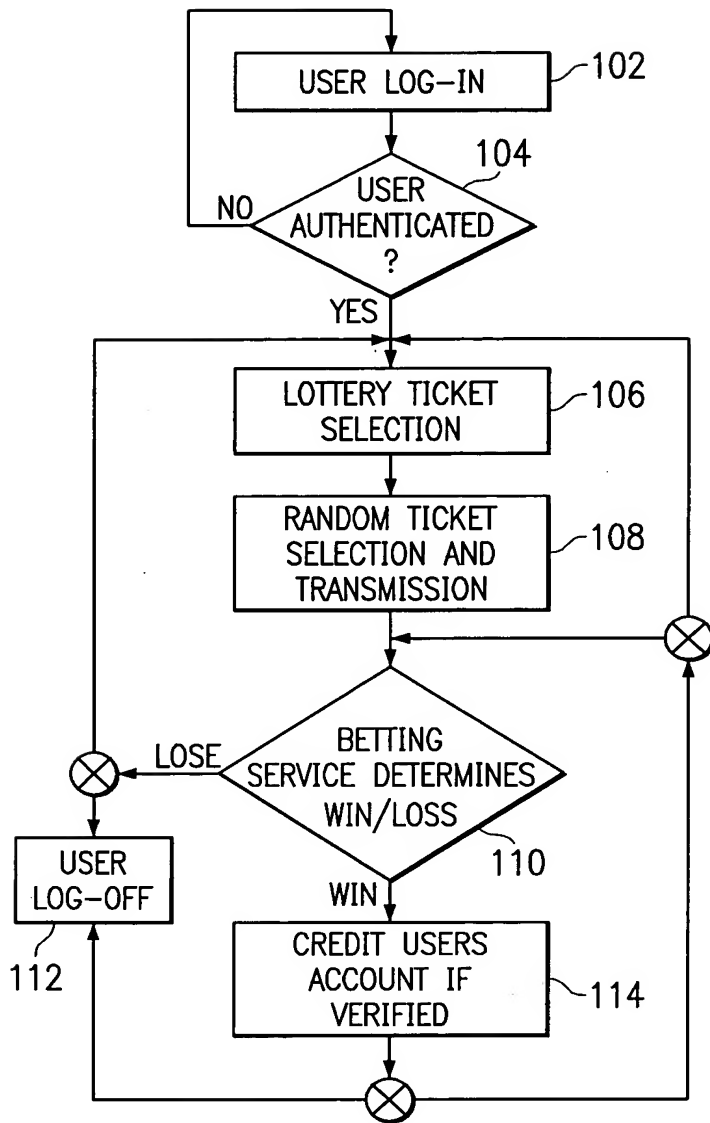 USER LOG-IN
102
104
USER
AUTHENTICATED
?
NO
YES
LOTTERY TICKET
SELECTION
106
RANDOM TICKET
SELECTION AND
TRANSMISSION
108
LOSE
BETTING
SERVICE DETERMINES
WIN/LOSS
110
USER
LOG-OFF
112
WIN
CREDIT USERS
ACCOUNT IF
VERIFIED
114